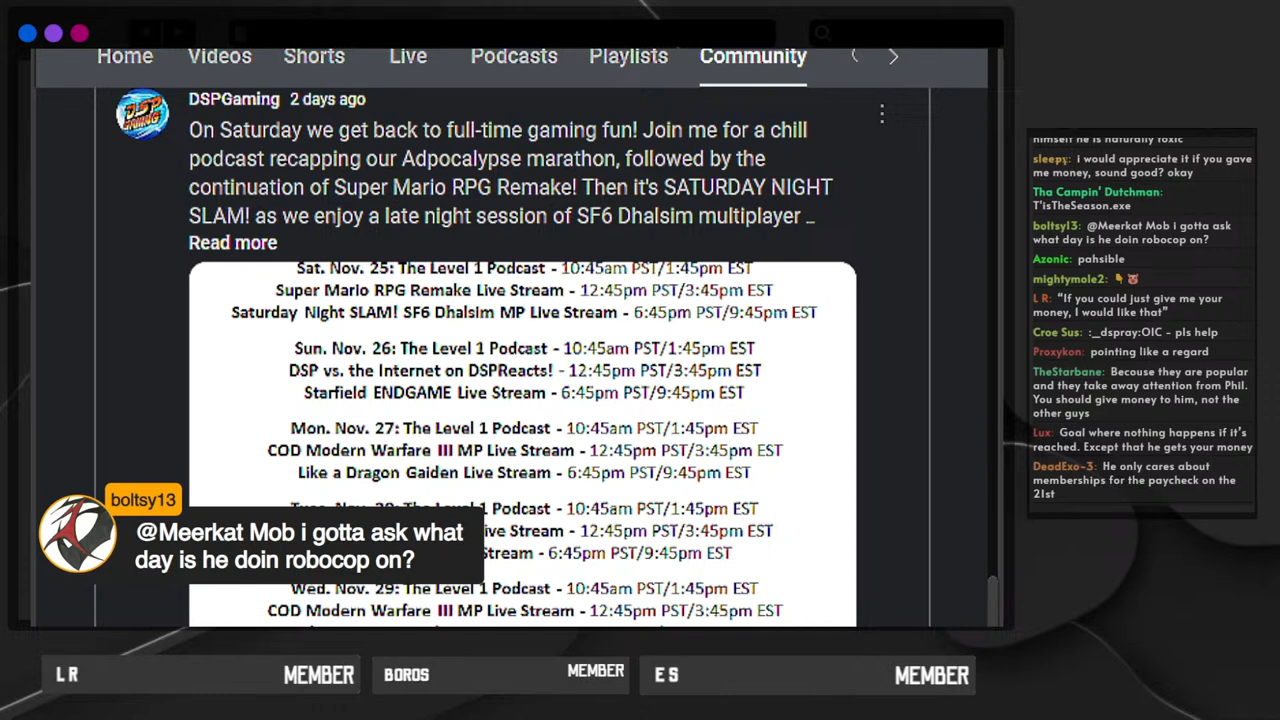 Home Videos Shorts Live Podcasts Playlists Community
DSPGaming 2 days ago
On Saturday we get back to full-time gaming fun! Join me for a chill
podcast recapping our Adpocalypse marathon, followed by the
continuation of Super Mario RPG Remake! Then it's SATURDAY NIGHT
SLAM! as we enjoy a late night session of SF6 Dhalsim multiplayer ...
Read more
Sat. Nov. 25: The Level 1 Podcast - 10:45am PST/1:45pm EST
Super Mario RPG Remake Live Stream - 12:45pm PST/3:45pm EST
Saturday Night SLAM! SF6 Dhalsim MP Live Stream - 6:45pm PST/9:45pm EST
Sun. Nov. 26: The Level 1 Podcast - 10:45am PST/1:45pm EST
DSP vs. the Internet on DSPReacts! - 12:45pm PST/3:45pm EST
Starfield ENDGAME Live Stream - 6:45pm PST/9:45pm EST
Mon. Nov. 27: The Level 1 Podcast - 10:45am PST/1:45pm EST
COD Modern Warfare III MP Live Stream - 12:45pm PST/3:45pm EST
Like a Dragon Gaiden Live Stream - 6:45pm PST/9:45pm EST
Tues. Nov. 28: The Level 1 Podcast - 10:45am PST/1:45pm EST
ive Stream - 12:45pm PST/3:45pm EST
Stream - 6:45pm PST/9:45pm EST
Wed. Nov. 29: The Level 1 Podcast - 10:45am PST/1:45pm EST
COD Modern Warfare III MP Live Stream - 12:45pm PST/3:45pm EST
boltsy13
@Meerkat Mob i gotta ask what
day is he doin robocop on?
himself he is naturally toxic
sleepy: i would appreciate it if you gave
me money, sound good? okay
Tha Campin' Dutchman:
T'isTheSeason.exe
boltsy13: @Meerkat Mob i gotta ask
what day is he doin robocop on?
Azonic: pahsible
mightymole2:
L R: "If you could just give me your
money, I would like that"
Croe Sus: :_dspray:OIC - pls help
Proxykon: pointing like a regard
TheStarbane: Because they are popular
and they take away attention from Phil.
You should give money to him, not the
other guys
Lux: Goal where nothing happens if it's
reached. Except that he gets your money
DeadExo-3: He only cares about
memberships for the paycheck on the
21st
L R MEMBER
BOROS MEMBER
E S MEMBER